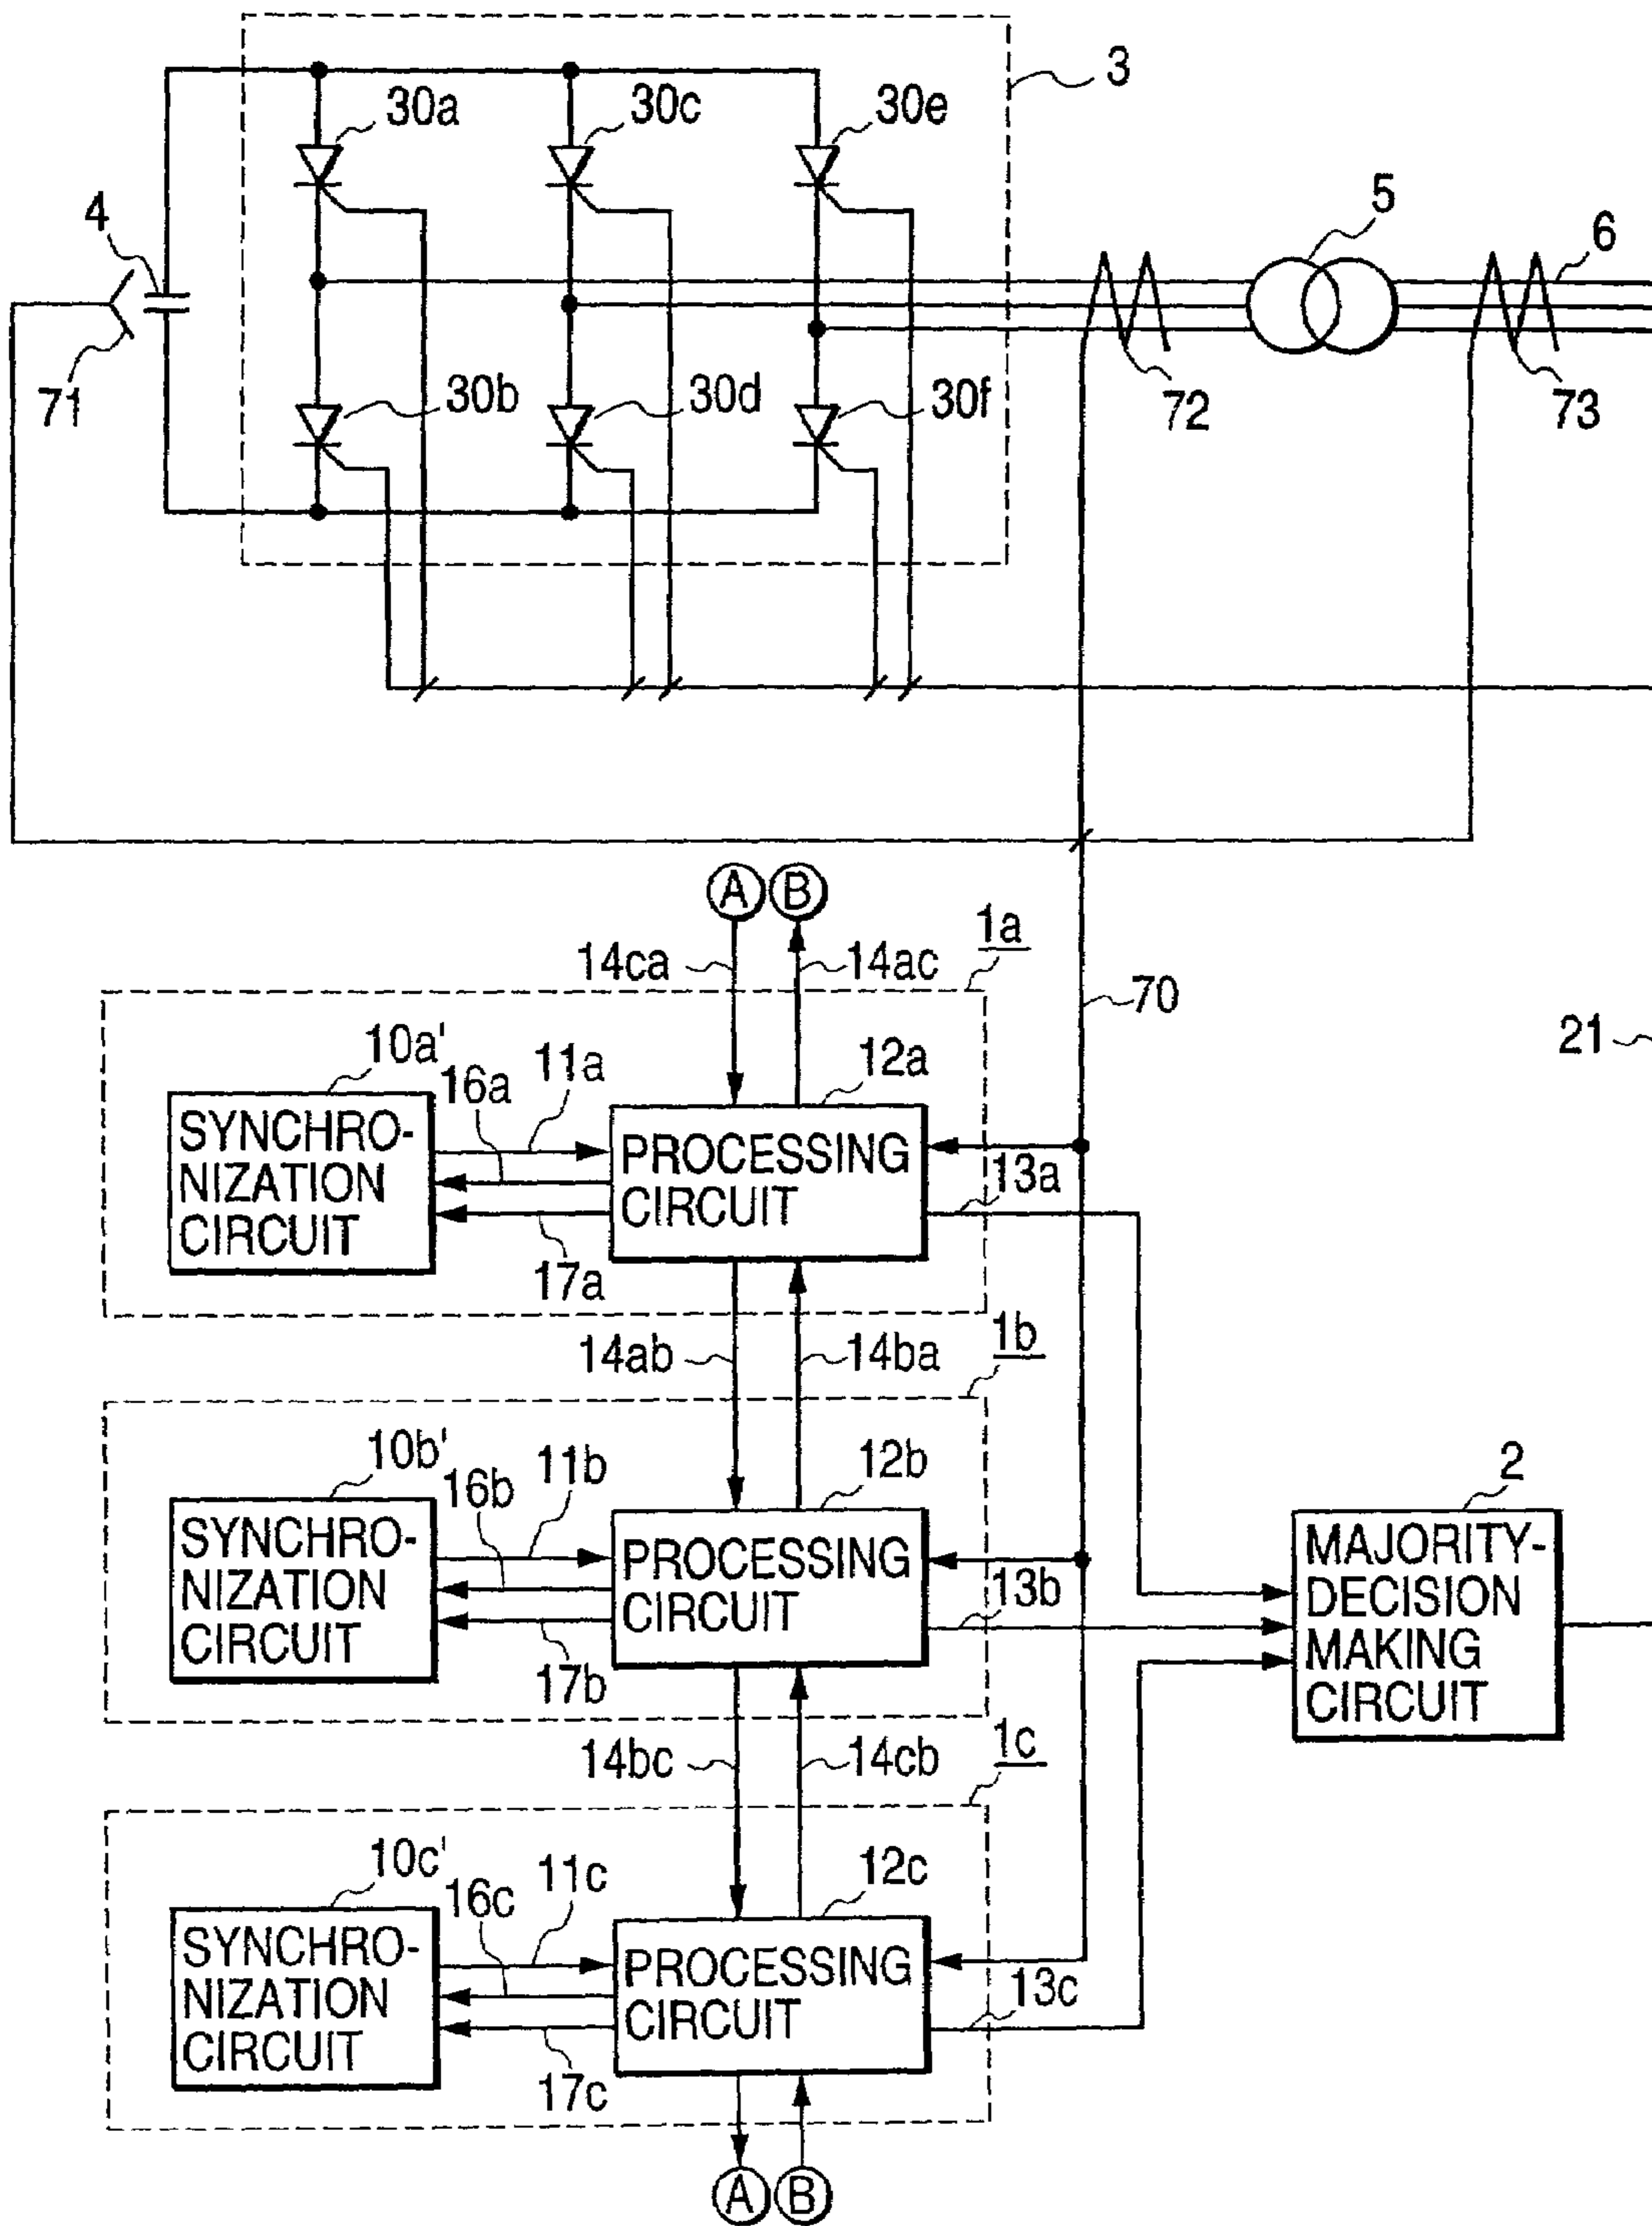 3
30a
30c
30e
4
5
6
71
30b
30d
30f
72
73
A B
1a
14ca
14ac
70
21
10a'
16a
11a
12a
SYNCHRO-
NIZATION
CIRCUIT
PROCESSING
CIRCUIT
13a
17a
1b
14ab
14ba
10b'
16b
11b
12b
2
SYNCHRO-
NIZATION
CIRCUIT
PROCESSING
CIRCUIT
13b
MAJORITY-
DECISION
MAKING
CIRCUIT
17b
1c
14bc
14cb
10c'
16c
11c
12c
SYNCHRO-
NIZATION
CIRCUIT
PROCESSING
CIRCUIT
13c
17c
A B